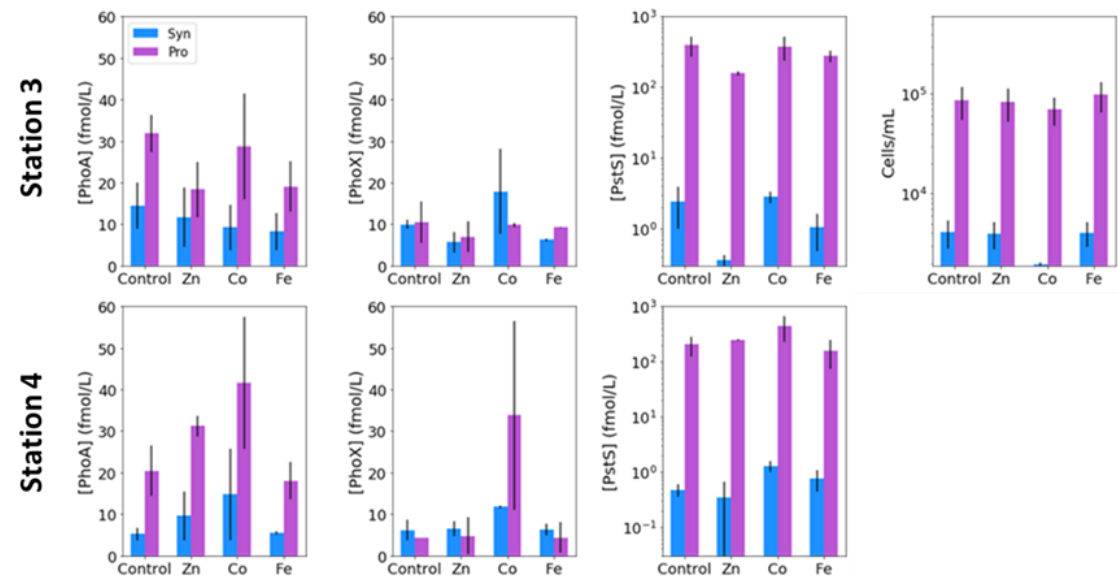 Station 3
60
50
40
30
20
10
0
[PhoA] (fmol/L)
Syn
Pro
Control Zn Co Fe
60
50
40
30
20
10
0
[PhoX] (fmol/L)
Control Zn Co Fe
10³
10²
10¹
10⁰
[PstS] (fmol/L)
Control Zn Co Fe
10⁵
10⁴
Cells/mL
Control Zn Co Fe
Station 4
60
50
40
30
20
10
0
[PhoA] (fmol/L)
Control Zn Co Fe
60
50
40
30
20
10
0
[PhoX] (fmol/L)
Control Zn Co Fe
10³
10²
10¹
10⁰
10⁻¹
[PstS] (fmol/L)
Control Zn Co Fe